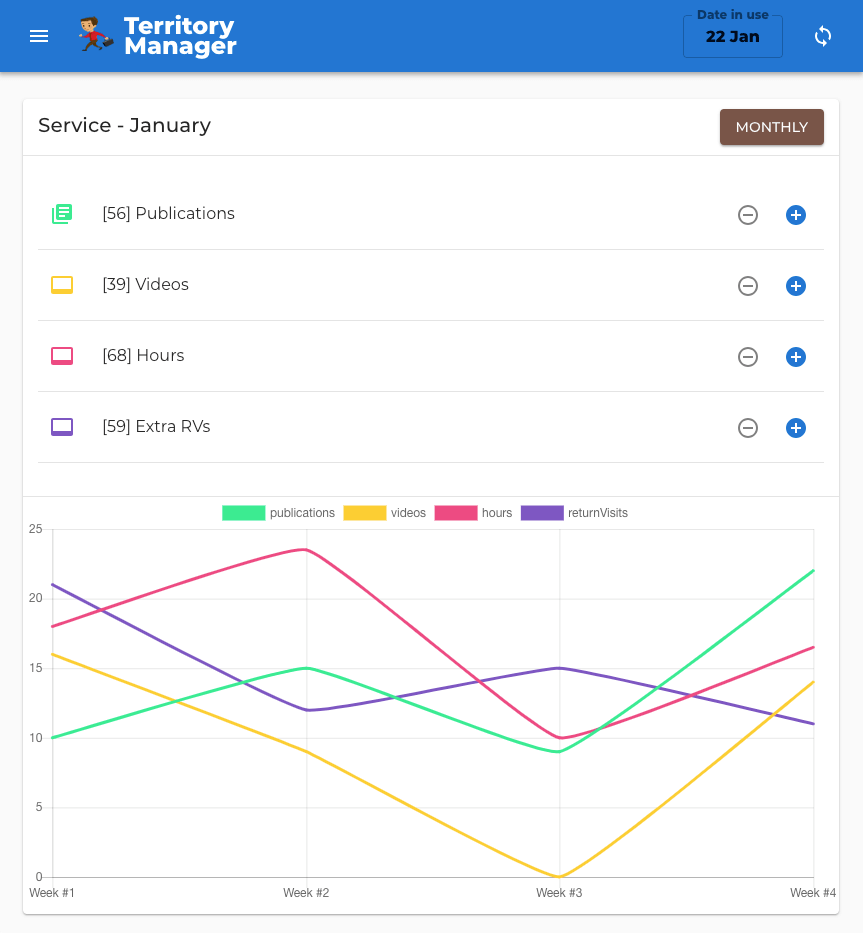 Territory
Manager
Date in use
22 Jan
Service - January
MONTHLY
[56] Publications
[39] Videos
[68] Hours
[59] Extra RVs
publications videos hours returnVisits
25
20
15
10
5
0
Week #1 Week #2 Week #3 Week #4